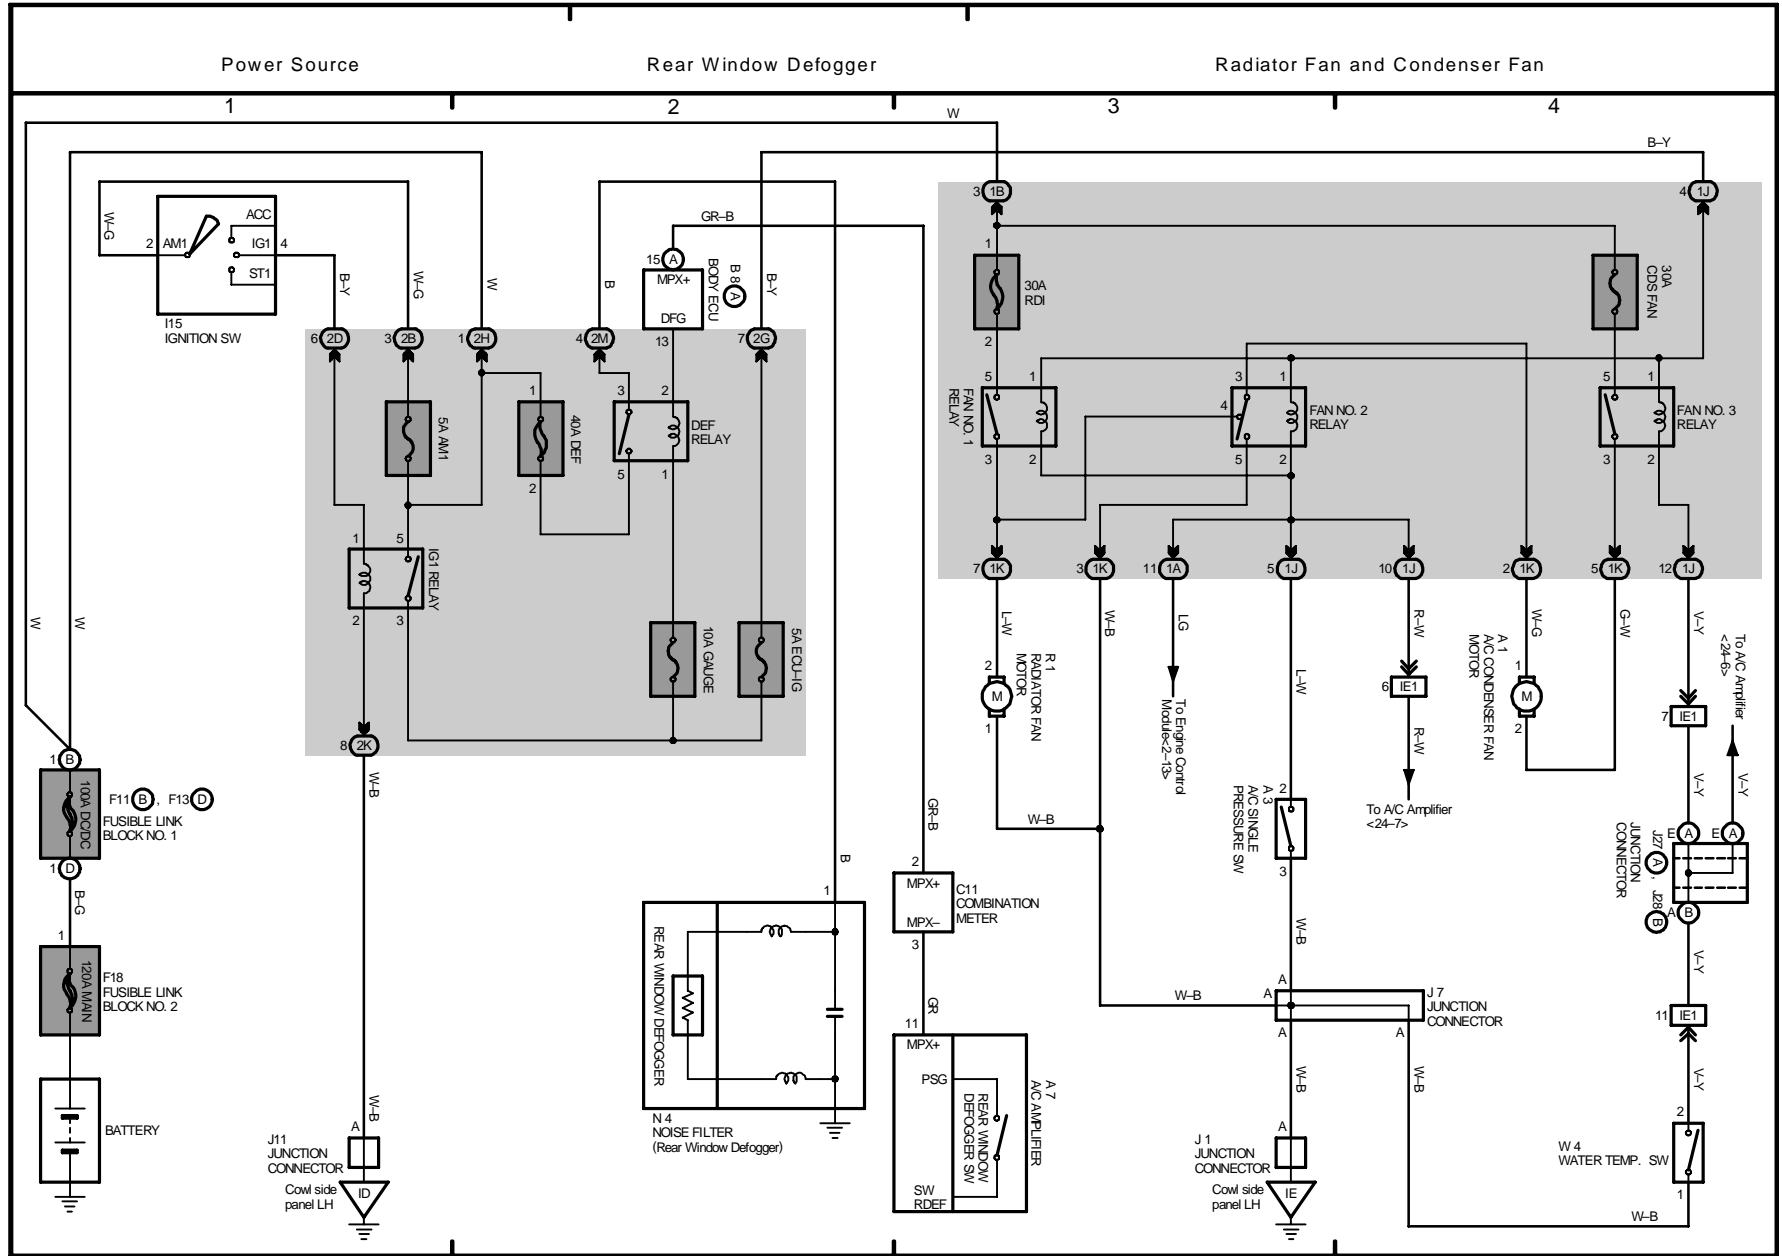 Power Source
Rear Window Defogger
Radiator Fan and Condenser Fan
1
2
3
4
W
B–Y
3 1B
4 1J
W–G
2 AM1
ACC
IG1 4
ST1
I15
IGNITION SW
B–Y
W–G
W
B
GR–B
15 A
MPX+
DFG
13
BODY ECU
B 8 A
B–Y
6 2D
3 2B
1 2H
4 2M
7 2G
5A AM1
1
40A DEF
2
3
2
DEF
RELAY
5
1
1
5
IG1 RELAY
2
3
10A GAUGE
5A ECU–IG
8 2K
W–B
W–B
A
J11
JUNCTION
CONNECTOR
Cowl side
panel LH
ID
W
W
1 B
100A DC/DC
F11 B , F13 D
FUSIBLE LINK
BLOCK NO. 1
1 D
B–G
1
120A MAIN
F18
FUSIBLE LINK
BLOCK NO. 2
BATTERY
B
1
REAR WINDOW DEFOGGER
N 4
NOISE FILTER
(Rear Window Defogger)
GR–B
2
MPX+
MPX–
3
C11
COMBINATION
METER
GR
11
MPX+
PSG
SW
RDEF
REAR WINDOW
DEFOGGER SW
A 7
A/C AMPLIFIER
1
30A
RDI
2
30A
CDS FAN
5
1
FAN NO. 1
RELAY
3
2
3
1
4
FAN NO. 2
RELAY
5
2
5
1
FAN NO. 3
RELAY
3
2
7 1K
3 1K
11 1A
5 1J
10 1J
2 1K
5 1K
12 1J
L–W
2
M
1
R 1
RADIATOR FAN
MOTOR
W–B
W–B
LG
To Engine Control
Module<2–13>
L–W
2
A 3
A/C SINGLE
PRESSURE SW
3
W–B
R–W
6 IE1
R–W
To A/C Amplifier
<24–7>
W–G
1
M
2
A 1
A/C CONDENSER FAN
MOTOR
G–W
V–Y
7 IE1
V–Y
To A/C Amplifier
<24–6>
V–Y
E A
E A
J27 A , J28 B
JUNCTION
CONNECTOR
A B
V–Y
11 IE1
V–Y
2
W 4
WATER TEMP. SW
1
W–B
W–B
A
A
A
A
J 7
JUNCTION
CONNECTOR
W–B
W–B
A
J 1
JUNCTION
CONNECTOR
Cowl side
panel LH
IE